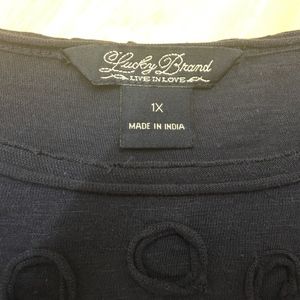 Lucky Brand
LIVE IN LOVE
1X
MADE IN INDIA